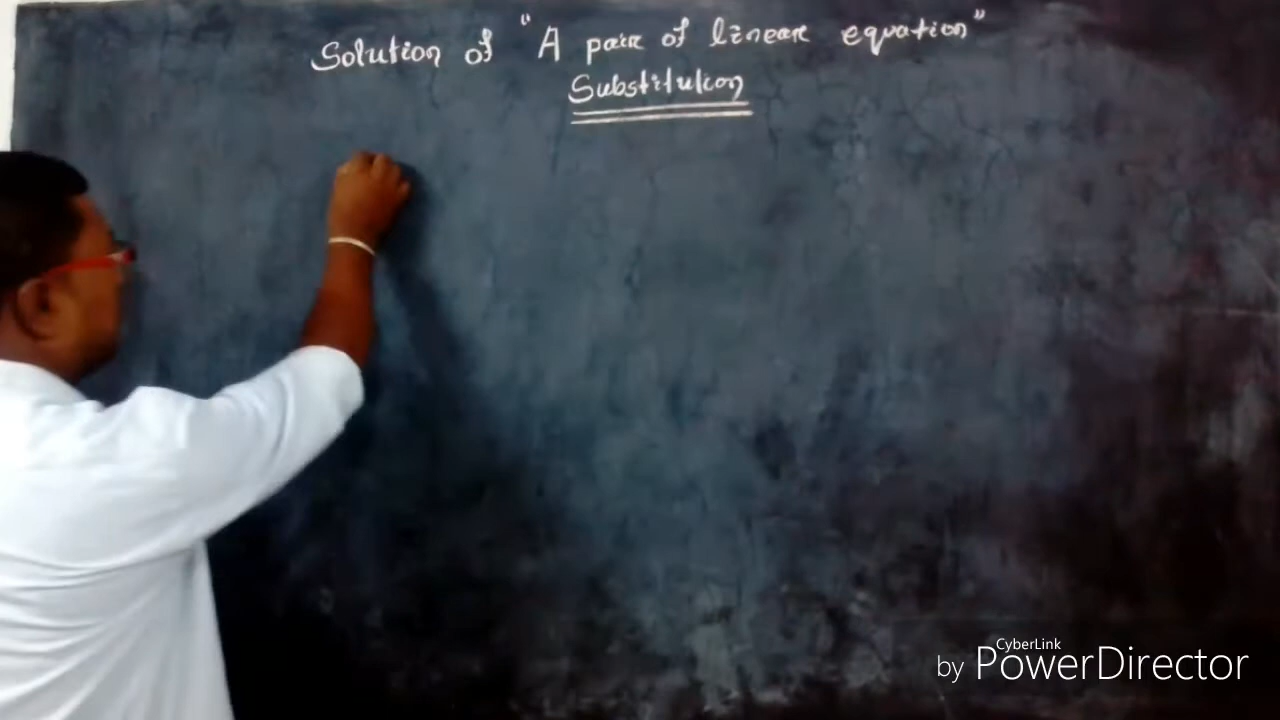 Solution of "A pair of linear equation"
Substitution
CyberLink
by PowerDirector